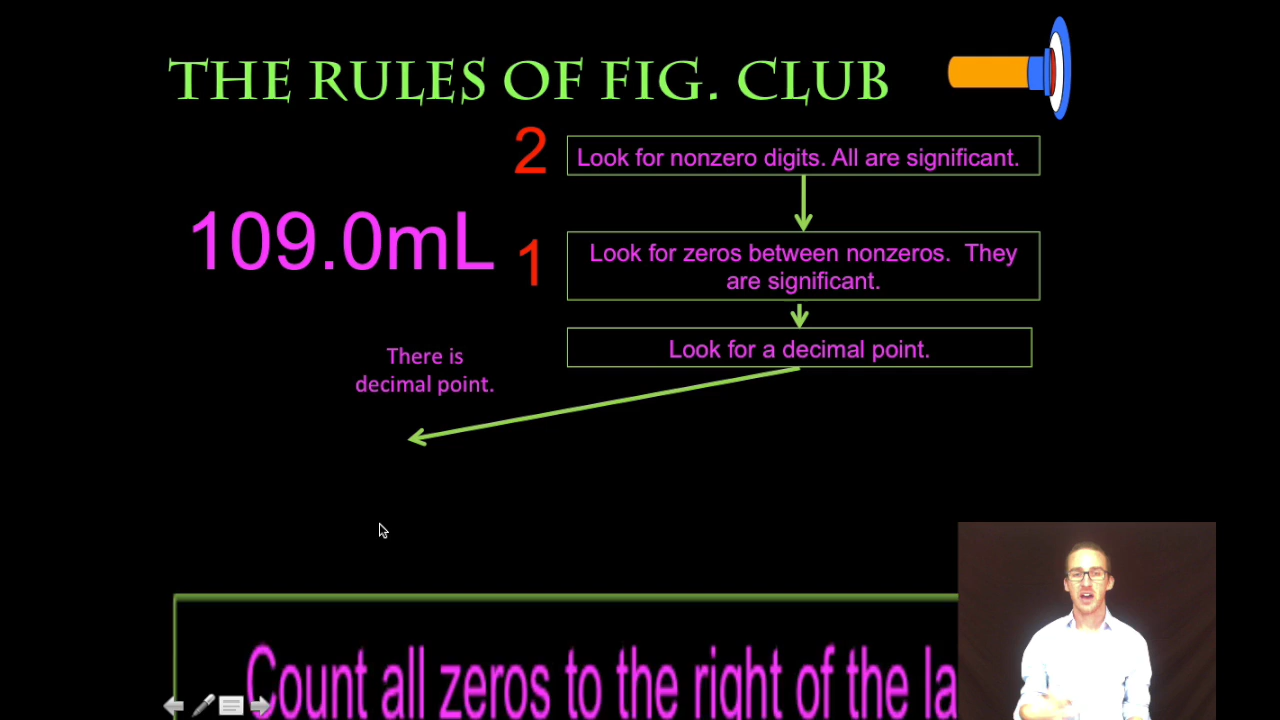 THE RULES OF FIG. CLUB
2
Look for nonzero digits. All are significant.
109.0mL
1
Look for zeros between nonzeros. They
are significant.
Look for a decimal point.
There is
decimal point.
Count all zeros to the right of the